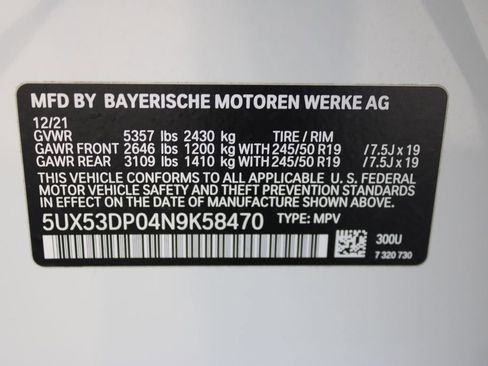 MFD BY BAYERISCHE MOTOREN WERKE AG
12/21
GVWR 5357 lbs 2430 kg TIRE / RIM
GAWR FRONT 2646 lbs 1200 kg WITH 245/50 R19 / 7.5J x 19
GAWR REAR 3109 lbs 1410 kg WITH 245/50 R19 / 7.5J x 19
THIS VEHICLE CONFORMS TO ALL APPLICABLE U. S. FEDERAL
MOTOR VEHICLE SAFETY AND THEFT PREVENTION STANDARDS
IN EFFECT ON THE DATE OF MANUFACTURE SHOWN ABOVE.
5UX53DP04N9K58470 TYPE: MPV
300U
7 320 730